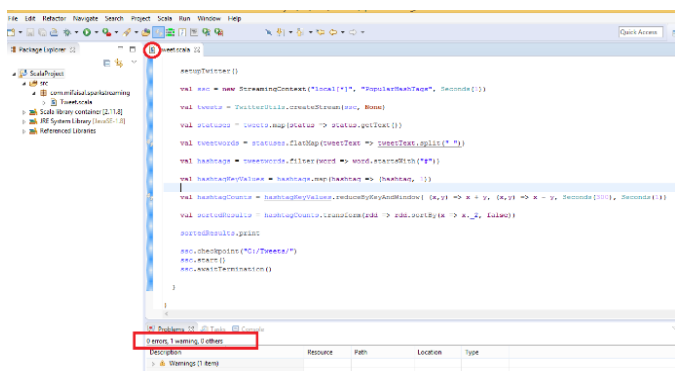 File Edit Refactor Navigate Search Project Scala Run Window Help
Quick Access
Package Explorer
Tweet.scala
ScalaProject
src
com.mifaisal.sparkstreaming
Tweet.scala
Scala library container [2.11.8]
JRE System Library [JavaSE-1.8]
Referenced Libraries
setupTwitter()
val ssc = new StreamingContext("local[*]", "PopularHashTags", Seconds(1))
val tweets = TwitterUtils.createStream(ssc, None)
val statuses = tweets.map(status => status.getText())
val tweetwords = statuses.flatMap(tweetText => tweetText.split(" "))
val hashtags = tweetwords.filter(word => word.startsWith("#"))
val hashtagKeyValues = hashtags.map(hashtag => (hashtag, 1))
val hashtagCounts = hashtagKeyValues.reduceByKeyAndWindow( (x,y) => x + y, (x,y) => x - y, Seconds(300), Seconds(1))
val sortedResults = hashtagCounts.transform(rdd => rdd.sortBy(x => x._2, false))
sortedResults.print
ssc.checkpoint("C:/Tweets/")
ssc.start()
ssc.awaitTermination()
}
}
Problems Tasks Console
0 errors, 1 warning, 0 others
Description Resource Path Location Type
Warnings (1 item)